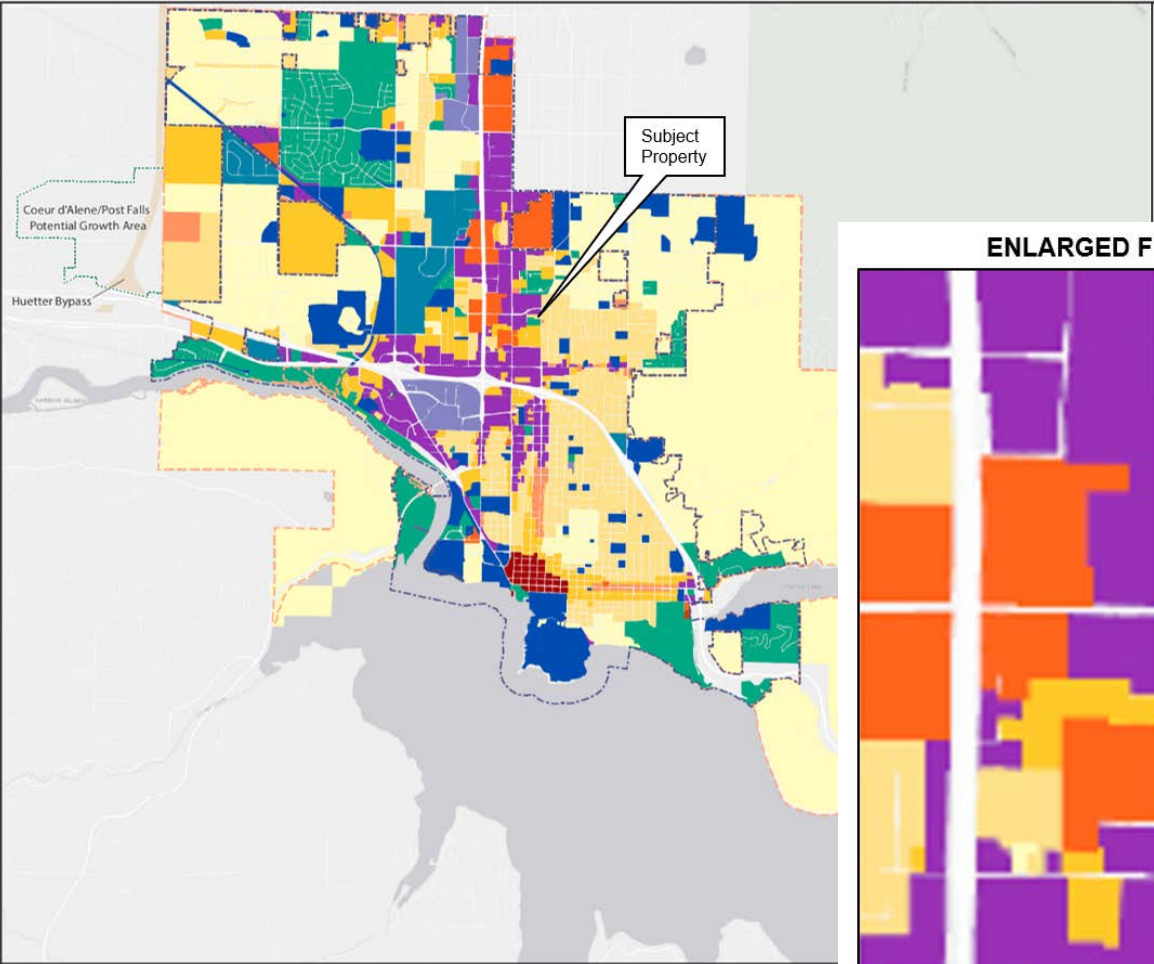 Subject
Property
Coeur d'Alene/Post Falls
Potential Growth Area
Huetter Bypass
ENLARGED F